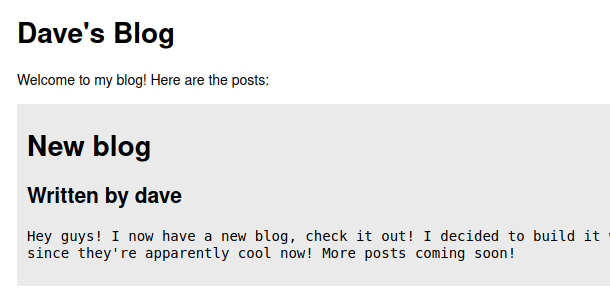 Dave's Blog
Welcome to my blog! Here are the posts:
New blog
Written by dave
Hey guys! I now have a new blog, check it out! I decided to build it
since they're apparently cool now! More posts coming soon!